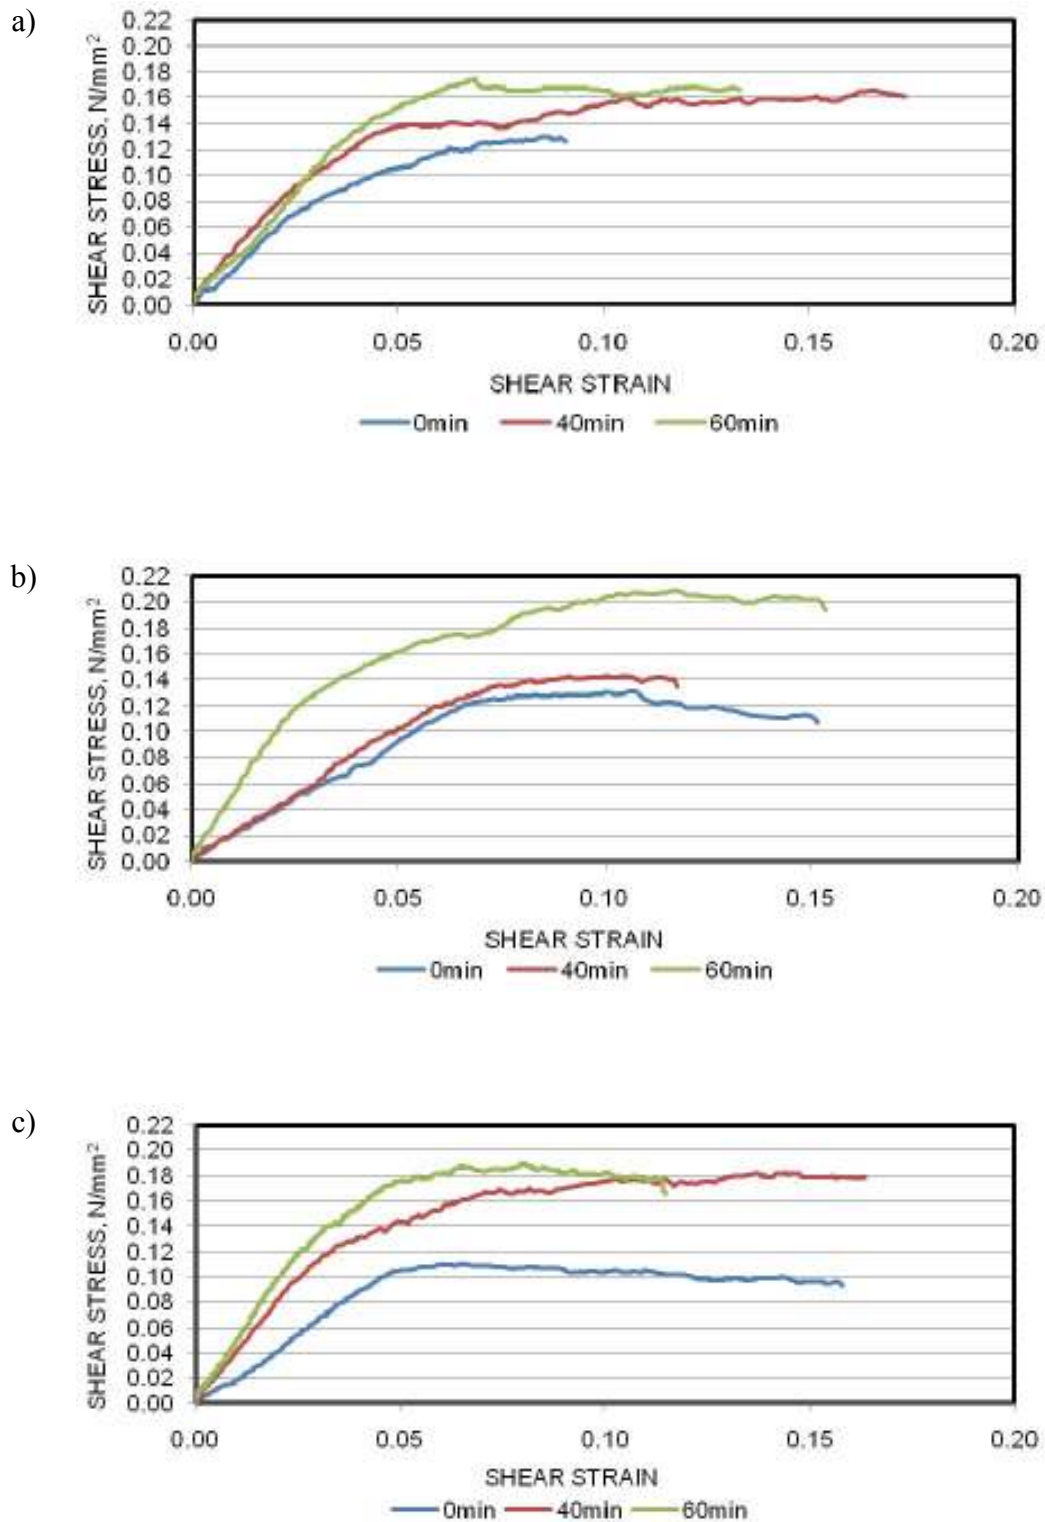 a)
SHEAR STRESS, N/mm²
0.22
0.20
0.18
0.16
0.14
0.12
0.10
0.08
0.06
0.04
0.02
0.00
0.00 0.05 0.10 0.15 0.20
SHEAR STRAIN
0min 40min 60min
b)
SHEAR STRESS, N/mm²
0.22
0.20
0.18
0.16
0.14
0.12
0.10
0.08
0.06
0.04
0.02
0.00
0.00 0.05 0.10 0.15 0.20
SHEAR STRAIN
0min 40min 60min
c)
SHEAR STRESS, N/mm²
0.22
0.20
0.18
0.16
0.14
0.12
0.10
0.08
0.06
0.04
0.02
0.00
0.00 0.05 0.10 0.15 0.20
SHEAR STRAIN
0min 40min 60min